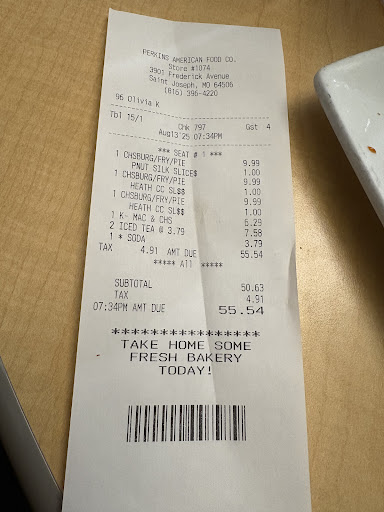 PERKINS AMERICAN FOOD CO.
Store #1074
3901 Frederick Avenue
Saint Joseph, MO 64506
(816) 396-4220
96 Olivia K
Tbl 15/1 Chk 797 Gst 4
Aug13'25 07:34PM
*** SEAT # 1 ***
1 CHSBURG/FRY/PIE 9.99
PNUT SILK SLICE$ 1.00
1 CHSBURG/FRY/PIE 9.99
HEATH CC SL$$ 1.00
1 CHSBURG/FRY/PIE 9.99
HEATH CC SL$$ 1.00
1 K- MAC & CHS 6.29
2 ICED TEA @ 3.79 7.58
1 * SODA 3.79
TAX 4.91 AMT DUE 55.54
***** All *****
SUBTOTAL 50.63
TAX 4.91
07:34PM AMT DUE 55.54
*****************
TAKE HOME SOME
FRESH BAKERY
TODAY!